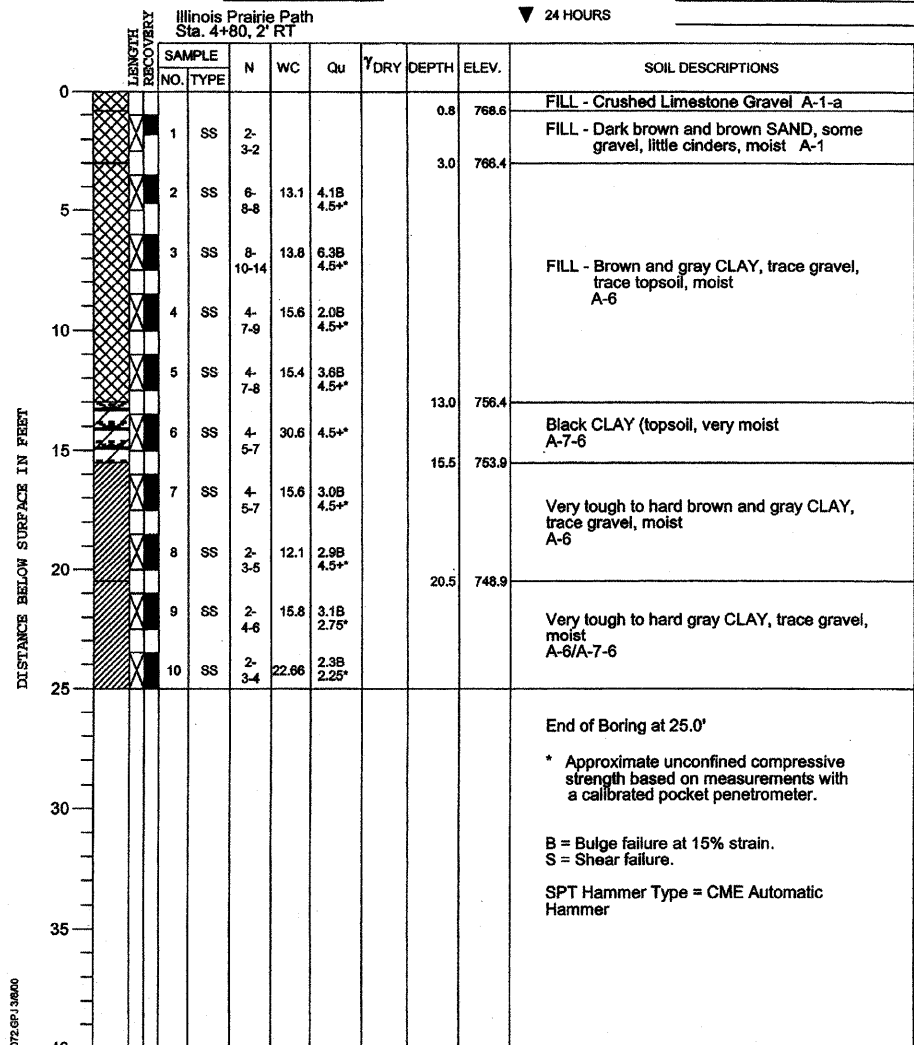 Illinois Prairie Path
Sta. 4+80, 2' RT
▼ 24 HOURS
LENGTH
RECOVERY
SAMPLE
NO. TYPE
N
WC
Qu
γDRY
DEPTH
ELEV.
SOIL DESCRIPTIONS
0
0.8 768.6
FILL - Crushed Limestone Gravel A-1-a
1 SS 2-
3-2
FILL - Dark brown and brown SAND, some
gravel, little cinders, moist A-1
3.0 766.4
2 SS 6- 13.1 4.1B
8-8 4.5+*
5
3 SS 8- 13.8 6.3B
10-14 4.5+*
FILL - Brown and gray CLAY, trace gravel,
trace topsoil, moist
A-6
4 SS 4- 15.6 2.0B
7-9 4.5+*
10
5 SS 4- 15.4 3.6B
7-8 4.5+*
13.0 756.4
6 SS 4- 30.6 4.5+*
5-7
Black CLAY (topsoil, very moist
A-7-6
15
15.5 753.9
7 SS 4- 15.6 3.0B
5-7 4.5+*
Very tough to hard brown and gray CLAY,
trace gravel, moist
A-6
8 SS 2- 12.1 2.9B
3-5 4.5+*
20
20.5 748.9
9 SS 2- 15.8 3.1B
4-6 2.75*
Very tough to hard gray CLAY, trace gravel,
moist
A-6/A-7-6
10 SS 2- 22.66 2.3B
3-4 2.25*
25
End of Boring at 25.0'
* Approximate unconfined compressive
strength based on measurements with
a calibrated pocket penetrometer.
30
B = Bulge failure at 15% strain.
S = Shear failure.
SPT Hammer Type = CME Automatic
Hammer
35
DISTANCE BELOW SURFACE IN FEET
072.GPJ 3/8/00